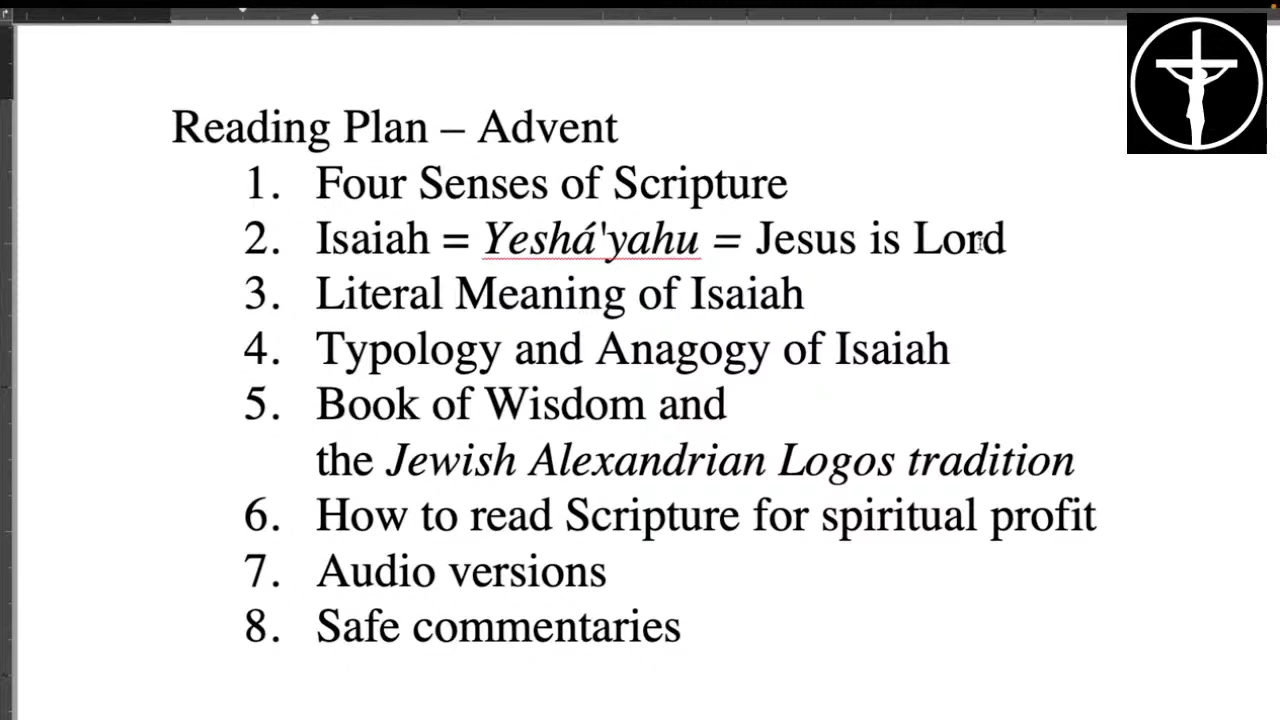 Reading Plan – Advent
1. Four Senses of Scripture
2. Isaiah = Yeshá'yahu = Jesus is Lord
3. Literal Meaning of Isaiah
4. Typology and Anagogy of Isaiah
5. Book of Wisdom and
the Jewish Alexandrian Logos tradition
6. How to read Scripture for spiritual profit
7. Audio versions
8. Safe commentaries